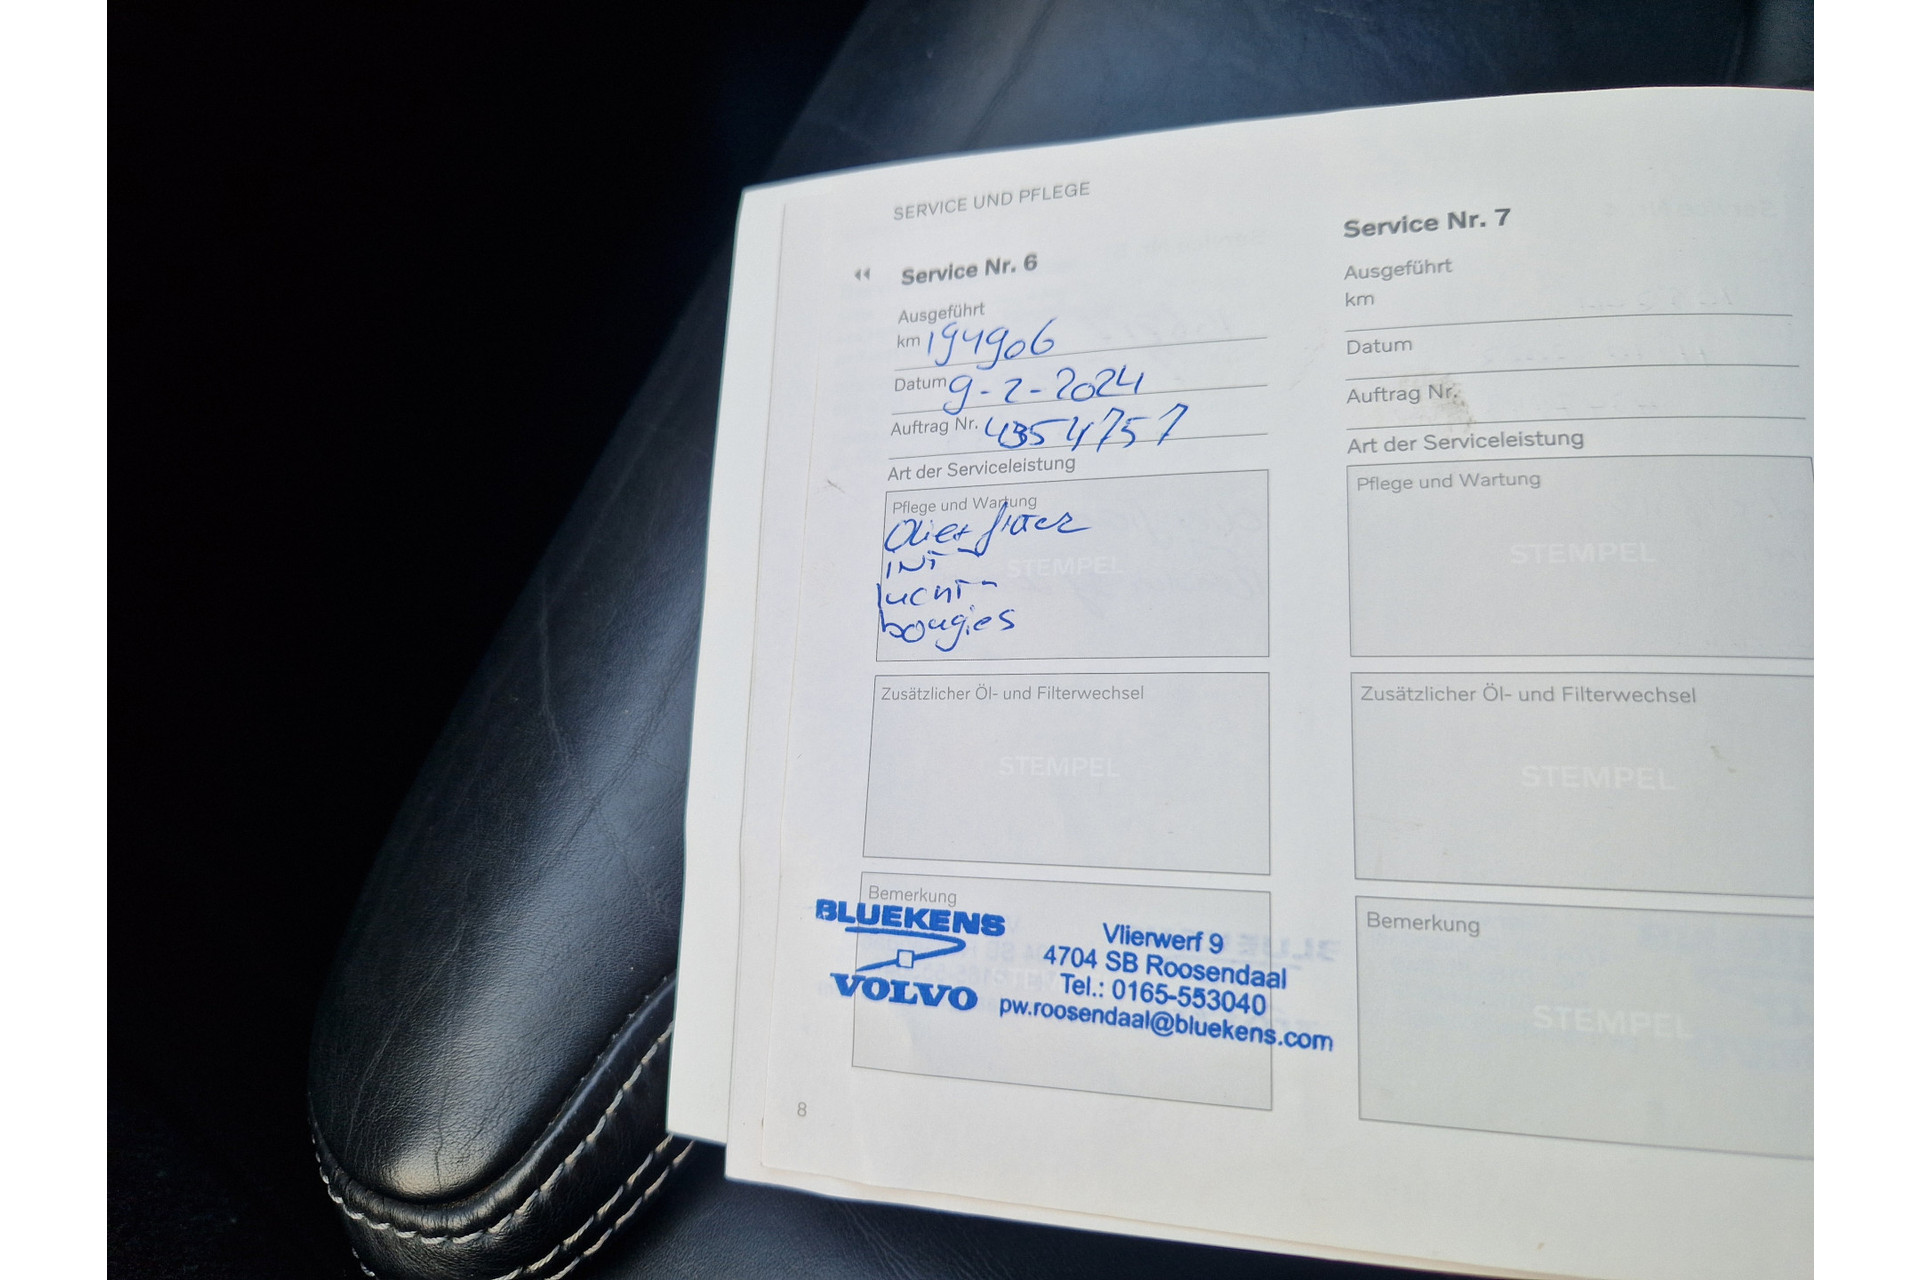 SERVICE UND PFLEGE
Service Nr. 6
Ausgeführt
km 194906
Datum 9-2-2024
Auftrag Nr. 4354757
Art der Serviceleistung
Pflege und Wartung
Olie + filter
INT
lucht-
bougies
STEMPEL
Zusätzlicher Öl- und Filterwechsel
STEMPEL
Bemerkung
BLUEKENS
VOLVO
Vlierwerf 9
4704 SB Roosendaal
Tel.: 0165-553040
pw.roosendaal@bluekens.com
8
Service Nr. 7
Ausgeführt
km
Datum
Auftrag Nr.
Art der Serviceleistung
Pflege und Wartung
STEMPEL
Zusätzlicher Öl- und Filterwechsel
STEMPEL
Bemerkung
STEMPEL